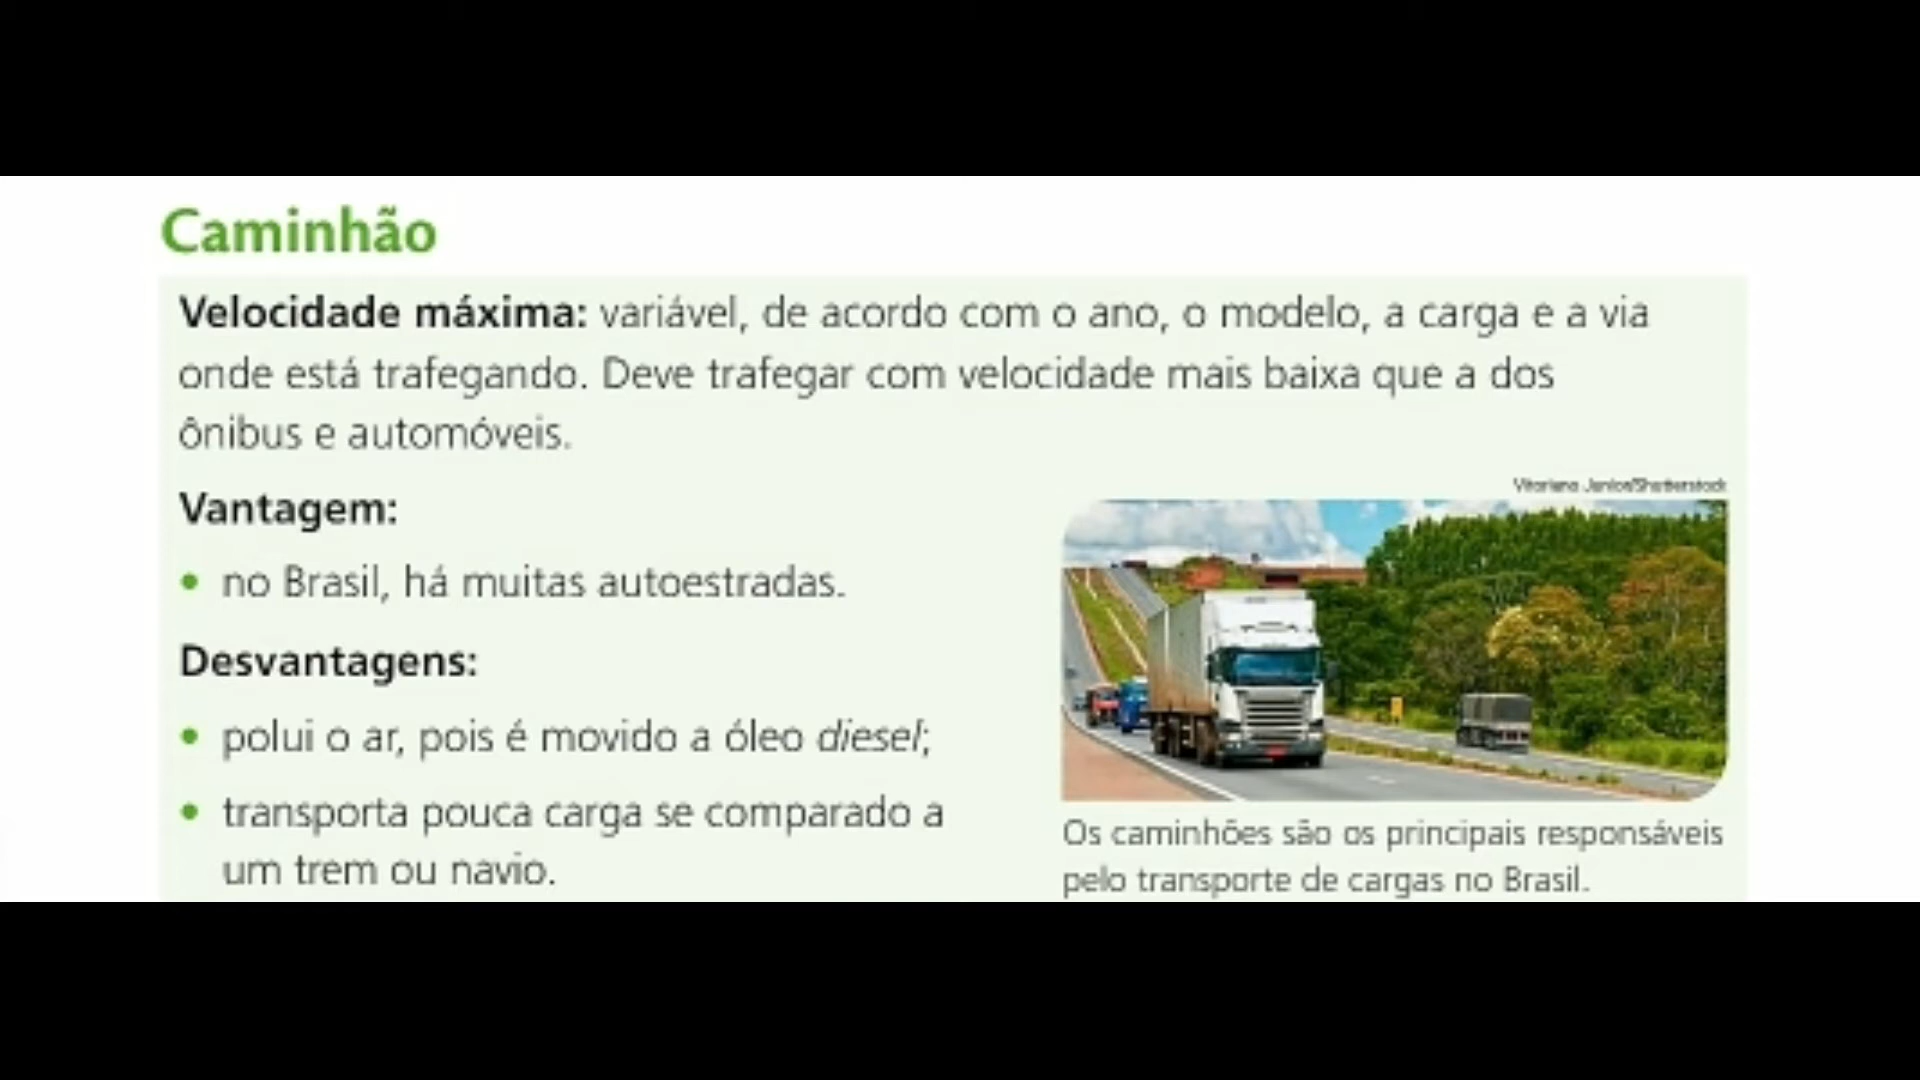 Caminhão
Velocidade máxima: variável, de acordo com o ano, o modelo, a carga e a via
onde está trafegando. Deve trafegar com velocidade mais baixa que a dos
ônibus e automóveis.
Vantagem:
• no Brasil, há muitas autoestradas.
Desvantagens:
• polui o ar, pois é movido a óleo diesel;
• transporta pouca carga se comparado a
um trem ou navio.
Vitoriano Junior/Shutterstock
Os caminhões são os principais responsáveis
pelo transporte de cargas no Brasil.